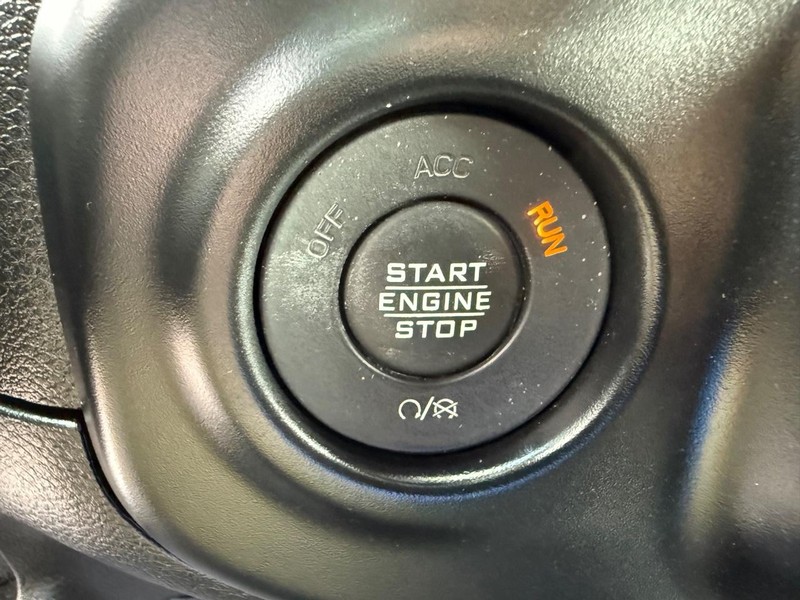 ACC
OFF
RUN
START
ENGINE
STOP